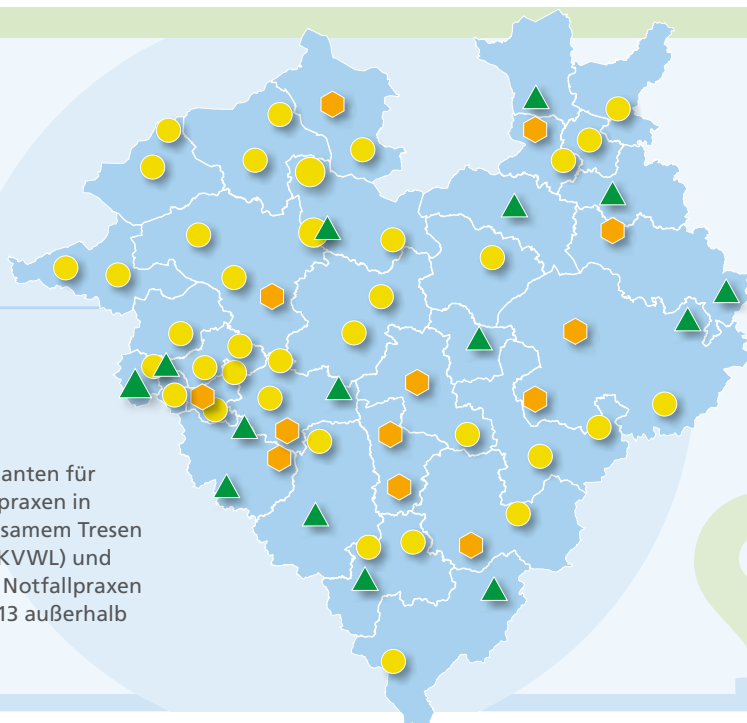 anten für
praxen in
samem Tresen
KVWL) und
Notfallpraxen
13 außerhalb